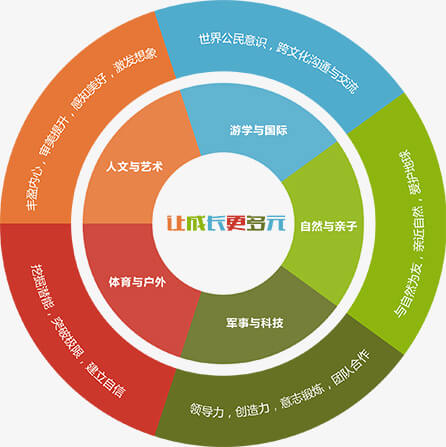 世界公民意识，跨文化沟通与交流
游学与国际
与自然为友，亲近自然，爱护地球
自然与亲子
领导力，创造力，意志锻炼，团队合作
军事与科技
挖掘潜能，突破极限，建立自信
体育与户外
丰盈内心，审美提升，感知美好，激发想象
人文与艺术
让成长更多元